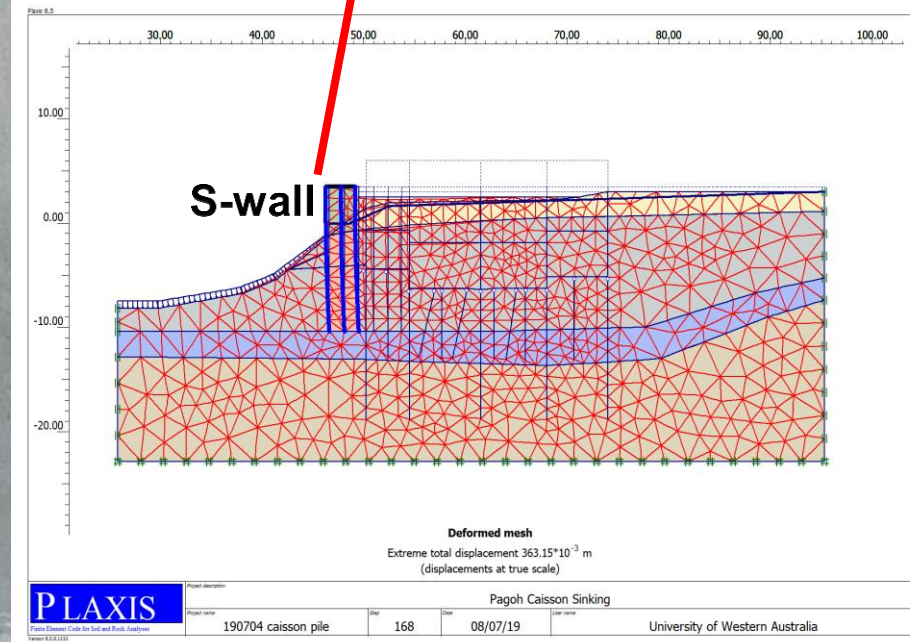 Plaxis 8.5
30.00 40.00 50.00 60.00 70.00 80.00 90.00 100.00
10.00
0.00
-10.00
-20.00
S-wall
Deformed mesh
Extreme total displacement 363.15*10-3 m
(displacements at true scale)
PLAXIS
Finite Element Code for Soil and Rock Analyses
Version 8.5.0.1133
Project description
Pagoh Caisson Sinking
Project name
190704 caisson pile
Step
168
Date
08/07/19
User name
University of Western Australia